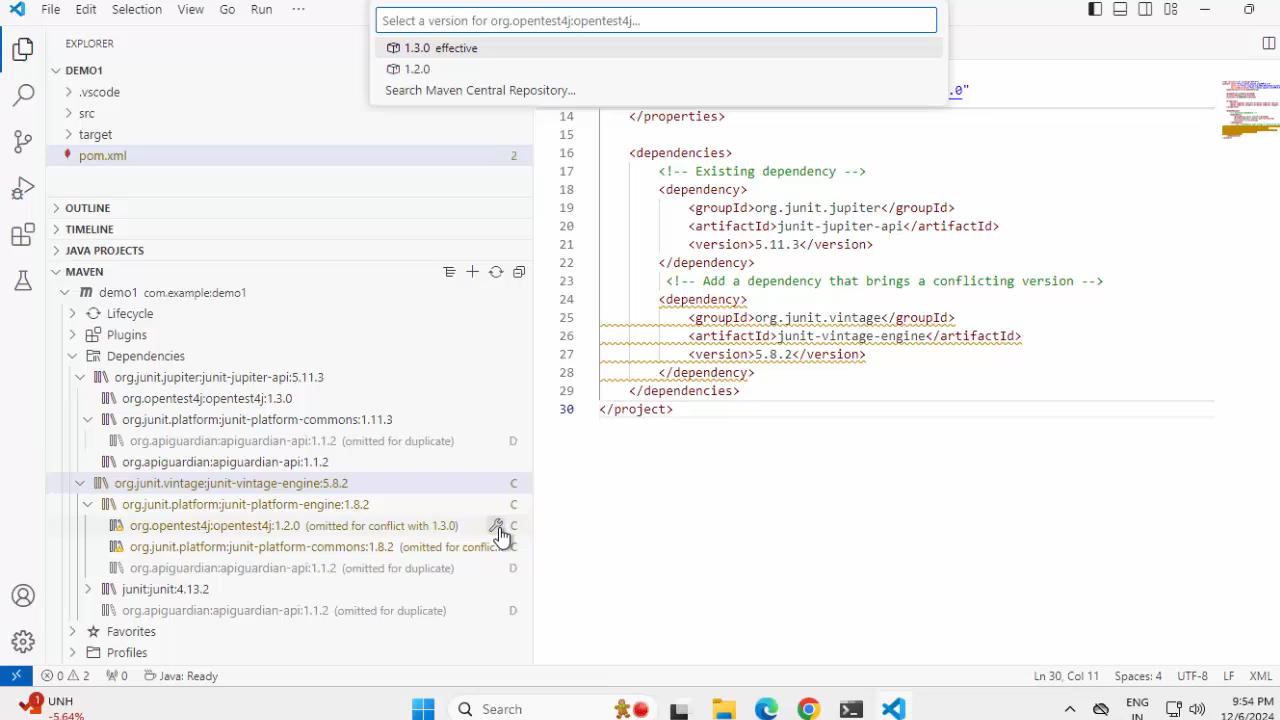 File Edit Selection View Go Run ···
Select a version for org.opentest4j:opentest4j...
1.3.0 effective
1.2.0
Search Maven Central Repository...
EXPLORER
DEMO1
.vscode
src
target
pom.xml 2
OUTLINE
TIMELINE
JAVA PROJECTS
MAVEN
demo1 com.example:demo1
Lifecycle
Plugins
Dependencies
org.junit.jupiter:junit-jupiter-api:5.11.3
org.opentest4j:opentest4j:1.3.0
org.junit.platform:junit-platform-commons:1.11.3
org.apiguardian:apiguardian-api:1.1.2 (omitted for duplicate) D
org.apiguardian:apiguardian-api:1.1.2
org.junit.vintage:junit-vintage-engine:5.8.2 C
org.junit.platform:junit-platform-engine:1.8.2 C
org.opentest4j:opentest4j:1.2.0 (omitted for conflict with 1.3.0) C
org.junit.platform:junit-platform-commons:1.8.2 (omitted for conflic... C
org.apiguardian:apiguardian-api:1.1.2 (omitted for duplicate) D
junit:junit:4.13.2
org.apiguardian:apiguardian-api:1.1.2 (omitted for duplicate) D
Favorites
Profiles
.0"
14 </properties>
15
16 <dependencies>
17 <!-- Existing dependency -->
18 <dependency>
19 <groupId>org.junit.jupiter</groupId>
20 <artifactId>junit-jupiter-api</artifactId>
21 <version>5.11.3</version>
22 </dependency>
23 <!-- Add a dependency that brings a conflicting version -->
24 <dependency>
25 <groupId>org.junit.vintage</groupId>
26 <artifactId>junit-vintage-engine</artifactId>
27 <version>5.8.2</version>
28 </dependency>
29 </dependencies>
30 </project>
0 2 0 Java: Ready
Ln 30, Col 11 Spaces: 4 UTF-8 LF XML
1
UNH
-5.64%
Search
ENG
IN
9:54 PM
12/6/2024